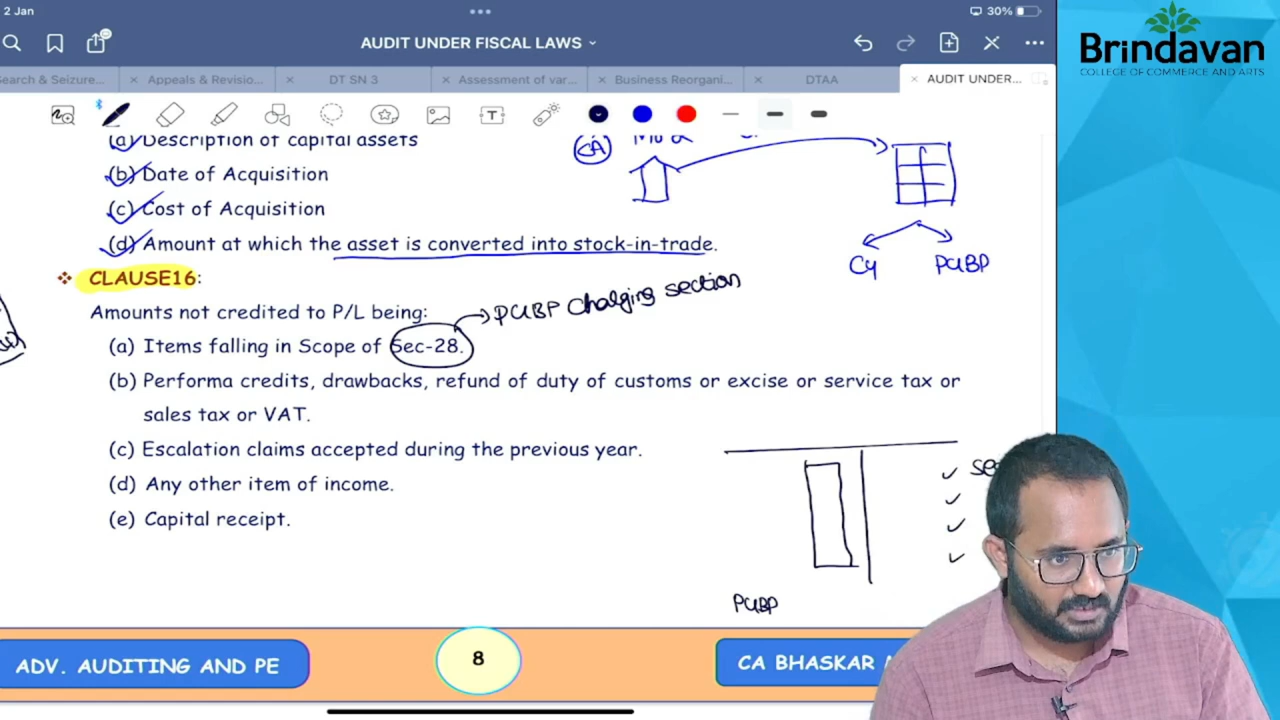 2 Jan
30%
AUDIT UNDER FISCAL LAWS
Brindavan
COLLEGE OF COMMERCE AND ARTS
earch & Seizure...
Appeals & Revisio...
DT SN 3
Assessment of var...
Business Reorgani...
DTAA
AUDIT UNDER...
(a) Description of capital assets
CA
(b) Date of Acquisition
(c) Cost of Acquisition
(d) Amount at which the asset is converted into stock-in-trade.
CG PGBP
❖ CLAUSE16:
PGBP Charging section
Amounts not credited to P/L being:
(a) Items falling in Scope of Sec-28.
(b) Performa credits, drawbacks, refund of duty of customs or excise or service tax or
sales tax or VAT.
(c) Escalation claims accepted during the previous year.
(d) Any other item of income.
(e) Capital receipt.
PGBP
ADV. AUDITING AND PE
8
CA BHASKAR